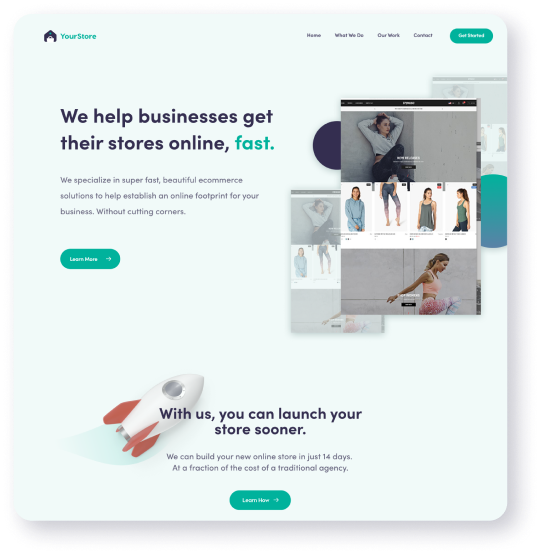 YourStore
Home
What We Do
Our Work
Contact
Get Started
We help businesses get
their stores online, fast.
We specialize in super fast, beautiful ecommerce
solutions to help establish an online footprint for your
business. Without cutting corners.
Learn More
With us, you can launch your
store sooner.
We can build your new online store in just 14 days.
At a fraction of the cost of a traditional agency.
Learn How